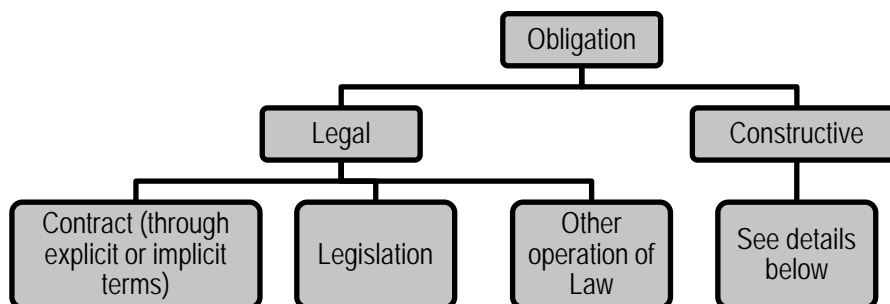 Obligation
Legal
Constructive
Contract (through
explicit or implicit
terms)
Legislation
Other
operation of
Law
See details
below